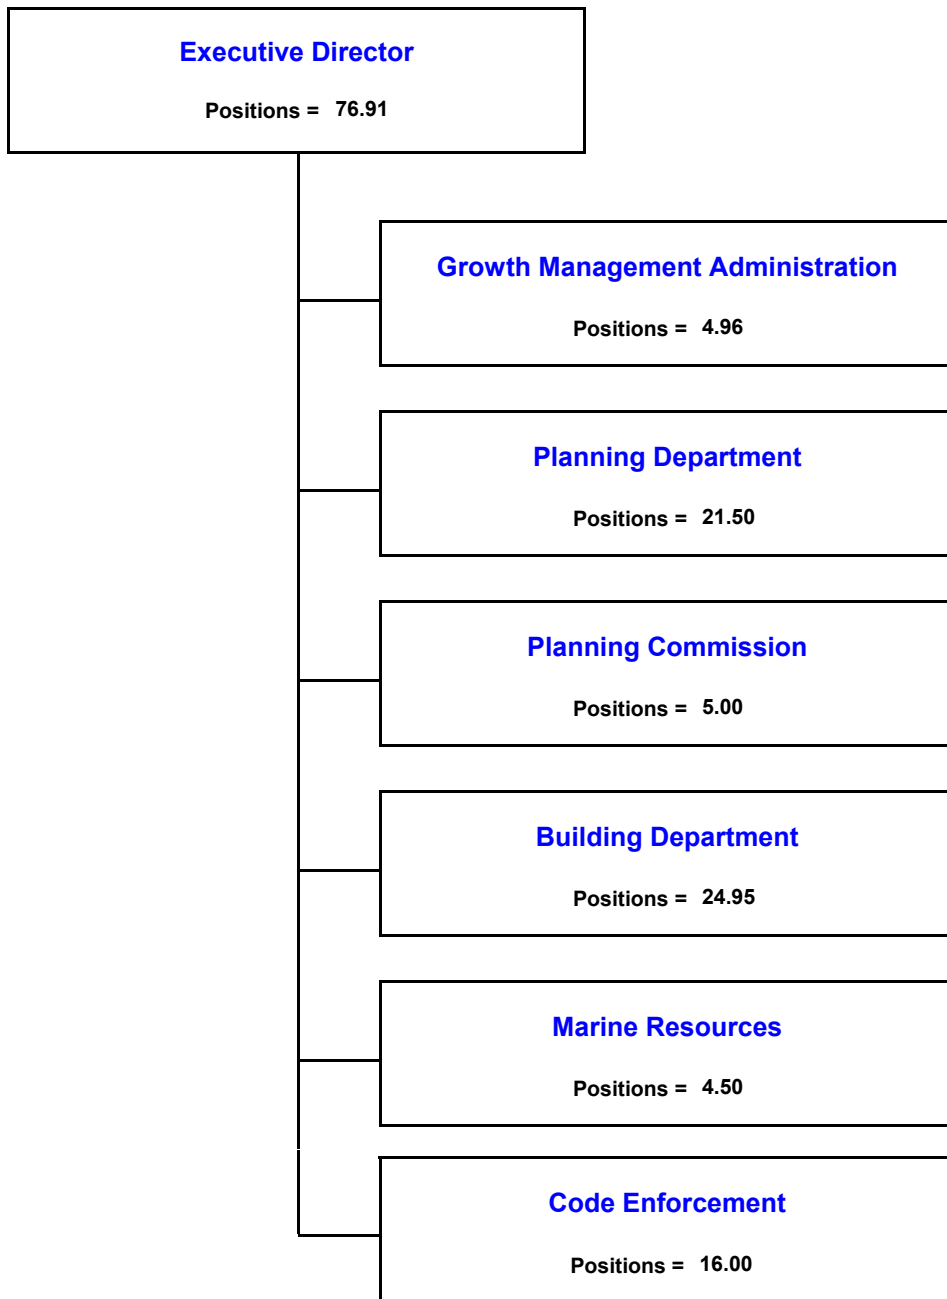 Executive Director
Positions = 76.91
Growth Management Administration
Positions = 4.96
Planning Department
Positions = 21.50
Planning Commission
Positions = 5.00
Building Department
Positions = 24.95
Marine Resources
Positions = 4.50
Code Enforcement
Positions = 16.00